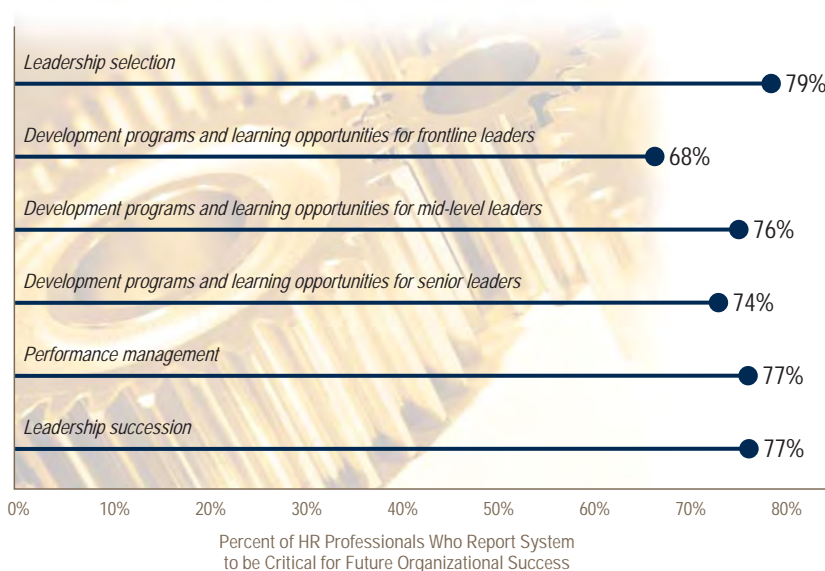 Leadership selection
79%
Development programs and learning opportunities for frontline leaders
68%
Development programs and learning opportunities for mid-level leaders
76%
Development programs and learning opportunities for senior leaders
74%
Performance management
77%
Leadership succession
77%
0% 10% 20% 30% 40% 50% 60% 70% 80%
Percent of HR Professionals Who Report System
to be Critical for Future Organizational Success